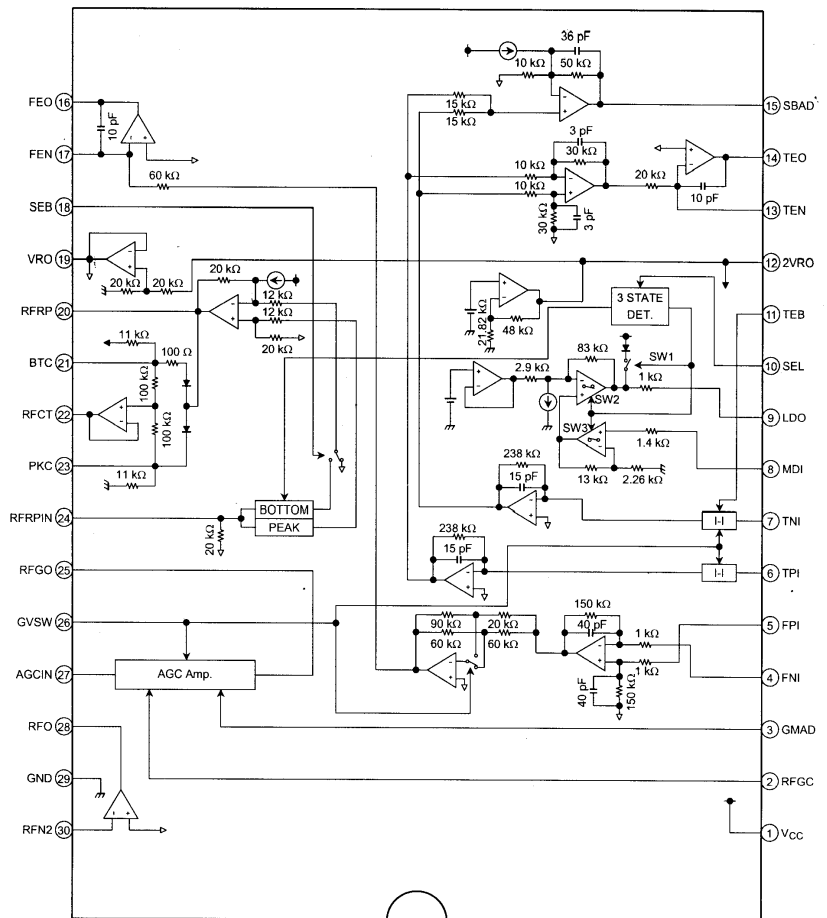 36 pF
10 kΩ 50 kΩ
15 kΩ
15 kΩ
FEO 16
10 pF
FEN 17
60 kΩ
SEB 18
VRO 19
20 kΩ 20 kΩ
RFRP 20
20 kΩ
12 kΩ
12 kΩ
20 kΩ
11 kΩ
BTC 21
100 Ω
100 kΩ
RFCT 22
100 kΩ
PKC 23
11 kΩ
RFRPIN 24
20 kΩ
BOTTOM
PEAK
RFGO 25
GVSW 26
AGCIN 27
AGC Amp.
RFO 28
GND 29
RFN2 30
15 SBAD
3 pF
30 kΩ
10 kΩ
10 kΩ
30 kΩ
3 pF
20 kΩ
10 pF
14 TEO
13 TEN
12 2VRO
21.82 kΩ
48 kΩ
3 STATE
DET.
11 TEB
83 kΩ
SW1
10 SEL
2.9 kΩ
SW2
1 kΩ
9 LDO
SW3
1.4 kΩ
8 MDI
13 kΩ 2.26 kΩ
238 kΩ
15 pF
I-I
7 TNI
238 kΩ
15 pF
I-I
6 TPI
90 kΩ 20 kΩ
60 kΩ 60 kΩ
150 kΩ
40 pF
1 kΩ
1 kΩ
40 pF
150 kΩ
5 FPI
4 FNI
3 GMAD
2 RFGC
1 VCC